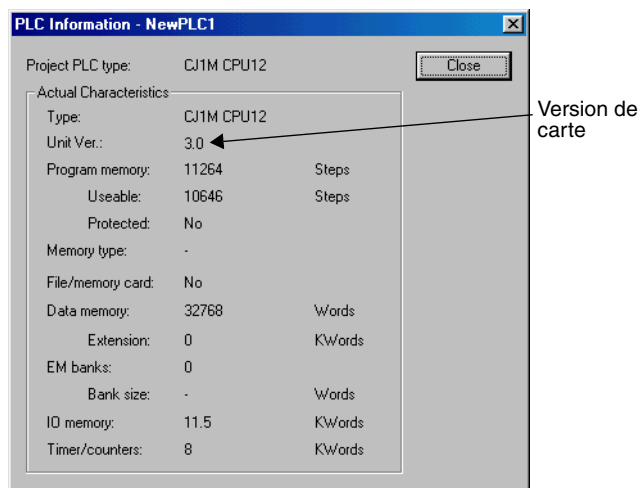 PLC Information - NewPLC1
Project PLC type: CJ1M CPU12 Close
Actual Characteristics
Type: CJ1M CPU12
Unit Ver.: 3.0
Version de
carte
Program memory: 11264 Steps
Useable: 10646 Steps
Protected: No
Memory type: -
File/memory card: No
Data memory: 32768 Words
Extension: 0 KWords
EM banks: 0
Bank size: - Words
IO memory: 11.5 KWords
Timer/counters: 8 KWords